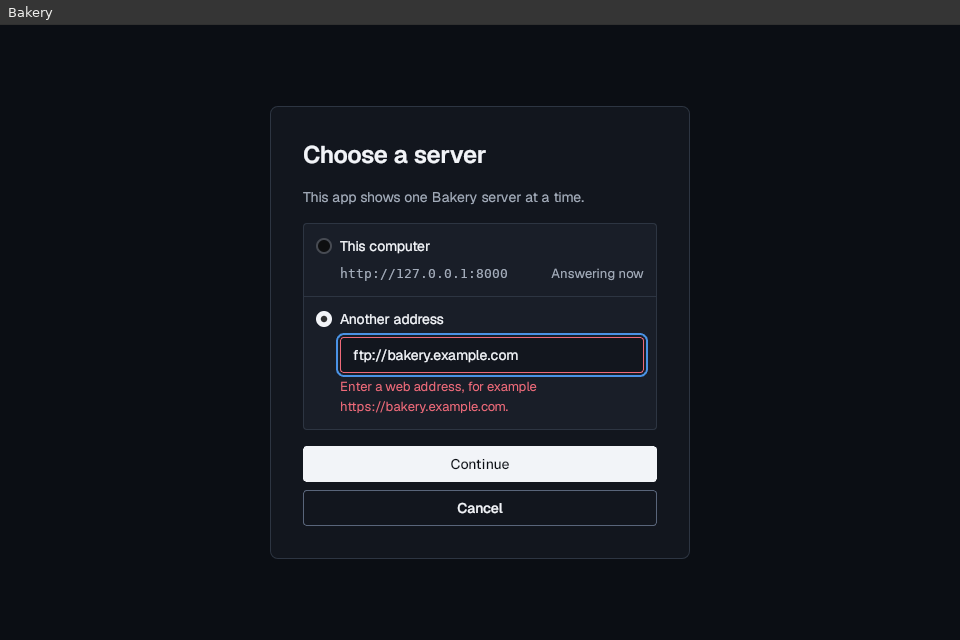 Bakery
Choose a server
This app shows one Bakery server at a time.
This computer
http://127.0.0.1:8000 Answering now
Another address
ftp://bakery.example.com
Enter a web address, for example
https://bakery.example.com.
Continue
Cancel